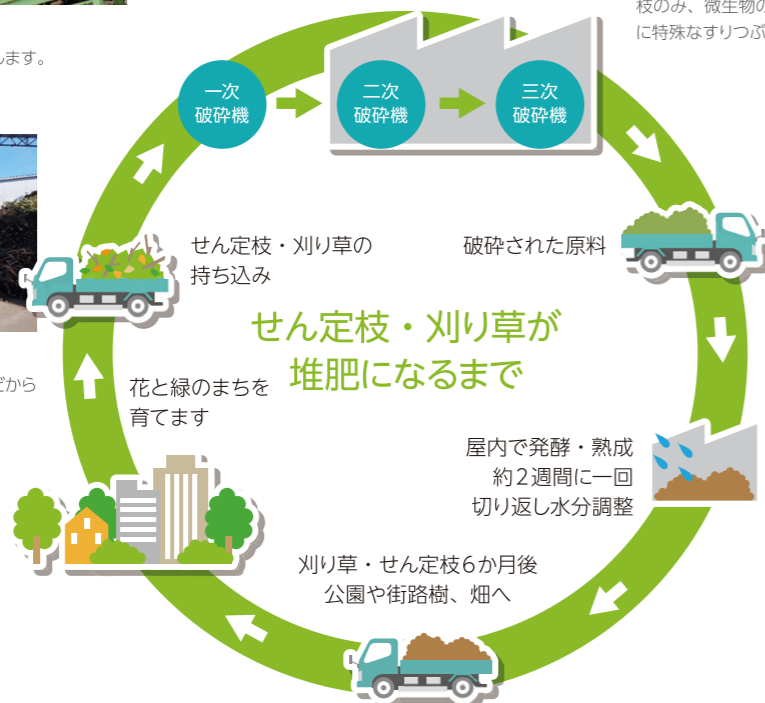 枝のみ、微生物の
に特殊なすりつぶ
します。
一次
破砕機
二次
破砕機
三次
破砕機
せん定枝・刈り草の
持ち込み
破砕された原料
せん定枝・刈り草が
堆肥になるまで
だから
花と緑のまちを
育てます
屋内で発酵・熟成
約2週間に一回
切り返し水分調整
刈り草・せん定枝6か月後
公園や街路樹、畑へ